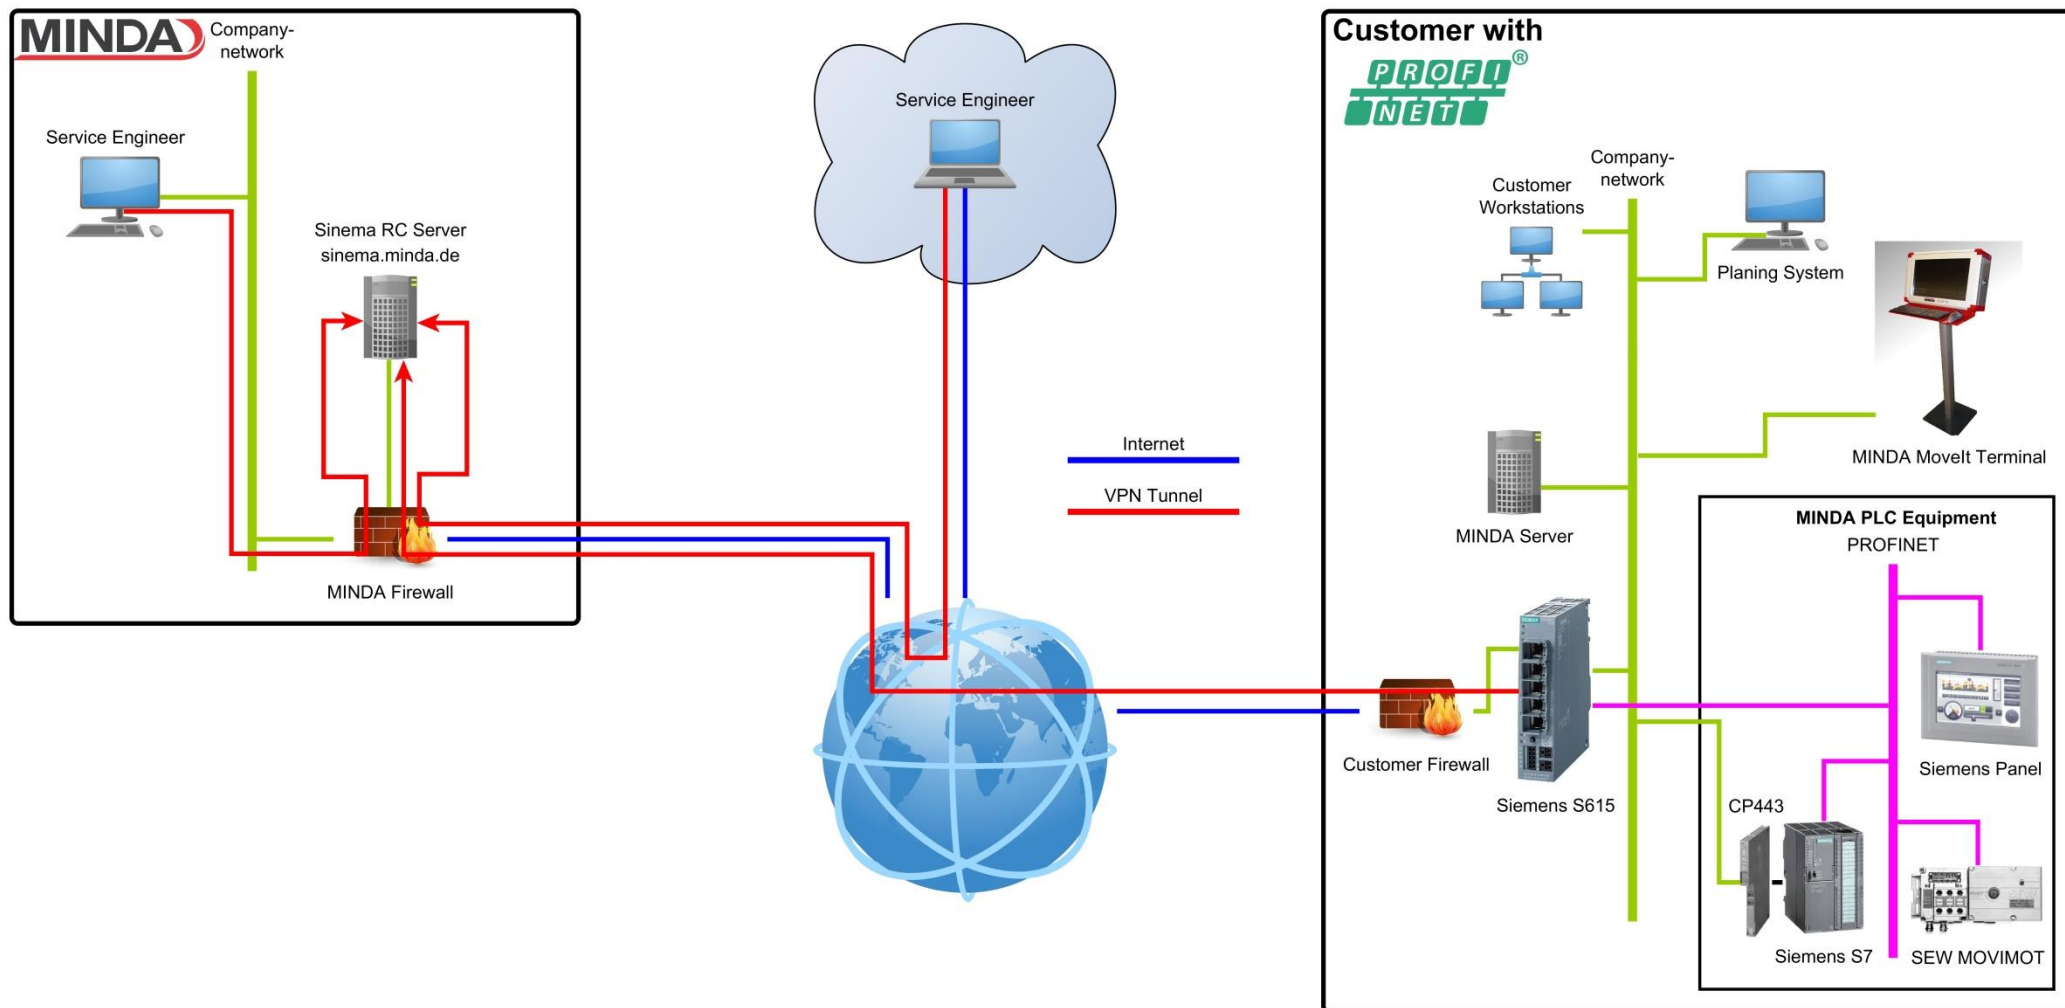 MINDA
Company-
network
Service Engineer
Sinema RC Server
sinema.minda.de
MINDA Firewall
Service Engineer
Internet
VPN Tunnel
Customer with
PROFI
®
NET
Customer
Workstations
Company-
network
Planing System
MINDA MoveIt Terminal
MINDA Server
MINDA PLC Equipment
PROFINET
Customer Firewall
SIEMENS
Siemens S615
Siemens Panel
CP443
Siemens S7
SEW MOVIMOT